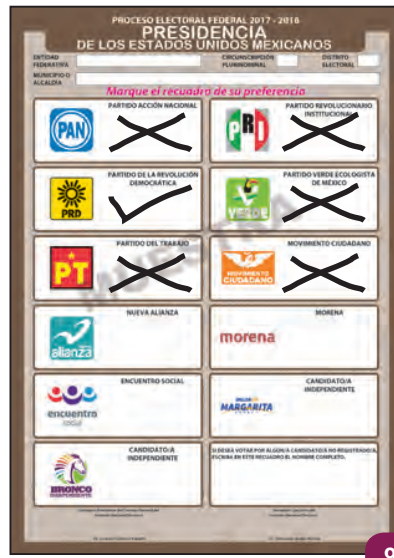 PROCESO ELECTORAL FEDERAL 2017 - 2018
PRESIDENCIA
DE LOS ESTADOS UNIDOS MEXICANOS
ENTIDAD FEDERATIVA
CIRCUNSCRIPCIÓN PLURINOMINAL
DISTRITO ELECTORAL
MUNICIPIO O ALCALDÍA
Marque el recuadro de su preferencia
PARTIDO ACCIÓN NACIONAL
PAN
PARTIDO REVOLUCIONARIO
INSTITUCIONAL
PRI
PARTIDO DE LA REVOLUCIÓN
DEMOCRÁTICA
PRD
PARTIDO VERDE ECOLOGISTA
DE MÉXICO
VERDE
PARTIDO DEL TRABAJO
PT
MOVIMIENTO CIUDADANO
MOVIMIENTO
CIUDADANO
MUESTRA
NUEVA ALIANZA
alianza
MORENA
morena
ENCUENTRO SOCIAL
encuentro
social
CANDIDATO/A
INDEPENDIENTE
MARGARITA
CANDIDATO/A
INDEPENDIENTE
BRONCO
INDEPENDIENTE
SI DESEA VOTAR POR ALGÚN/A CANDIDATO/A NO REGISTRADO/A,
ESCRIBA EN ESTE RECUADRO EL NOMBRE COMPLETO.